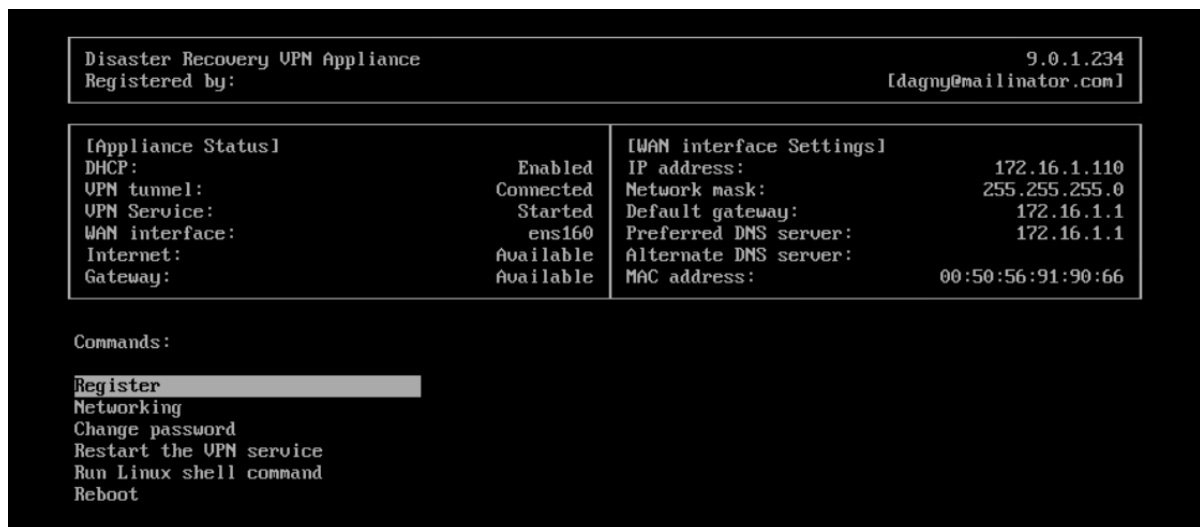 Disaster Recovery VPN Appliance 9.0.1.234
Registered by: [dagny@mailinator.com]
[Appliance Status]
DHCP: Enabled
VPN tunnel: Connected
VPN Service: Started
WAN interface: ens160
Internet: Available
Gateway: Available
[WAN interface Settings]
IP address: 172.16.1.110
Network mask: 255.255.255.0
Default gateway: 172.16.1.1
Preferred DNS server: 172.16.1.1
Alternate DNS server:
MAC address: 00:50:56:91:90:66
Commands:
Register
Networking
Change password
Restart the VPN service
Run Linux shell command
Reboot